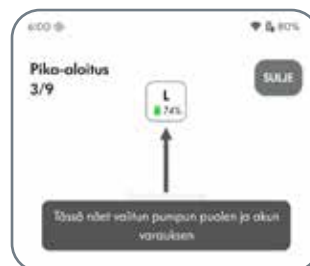 6:00
80%
Pika-aloitus
3/9
SULJE
L
74%
Tässä näet valitun pumpun puolen ja akun
varauksen